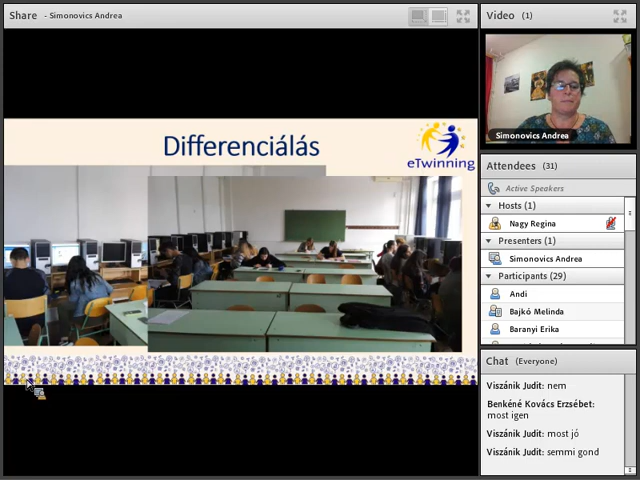 Share - Simonovics Andrea
Differenciálás
eTwinning
Video (1)
Simonovics Andrea
Attendees (31)
Active Speakers
Hosts (1)
Nagy Regina
Presenters (1)
Simonovics Andrea
Participants (29)
Andi
Bajkó Melinda
Baranyi Erika
Chat (Everyone)
Viszánik Judit: nem
Benkéné Kovács Erzsébet:
most igen
Viszánik Judit: most jó
Viszánik Judit: semmi gond